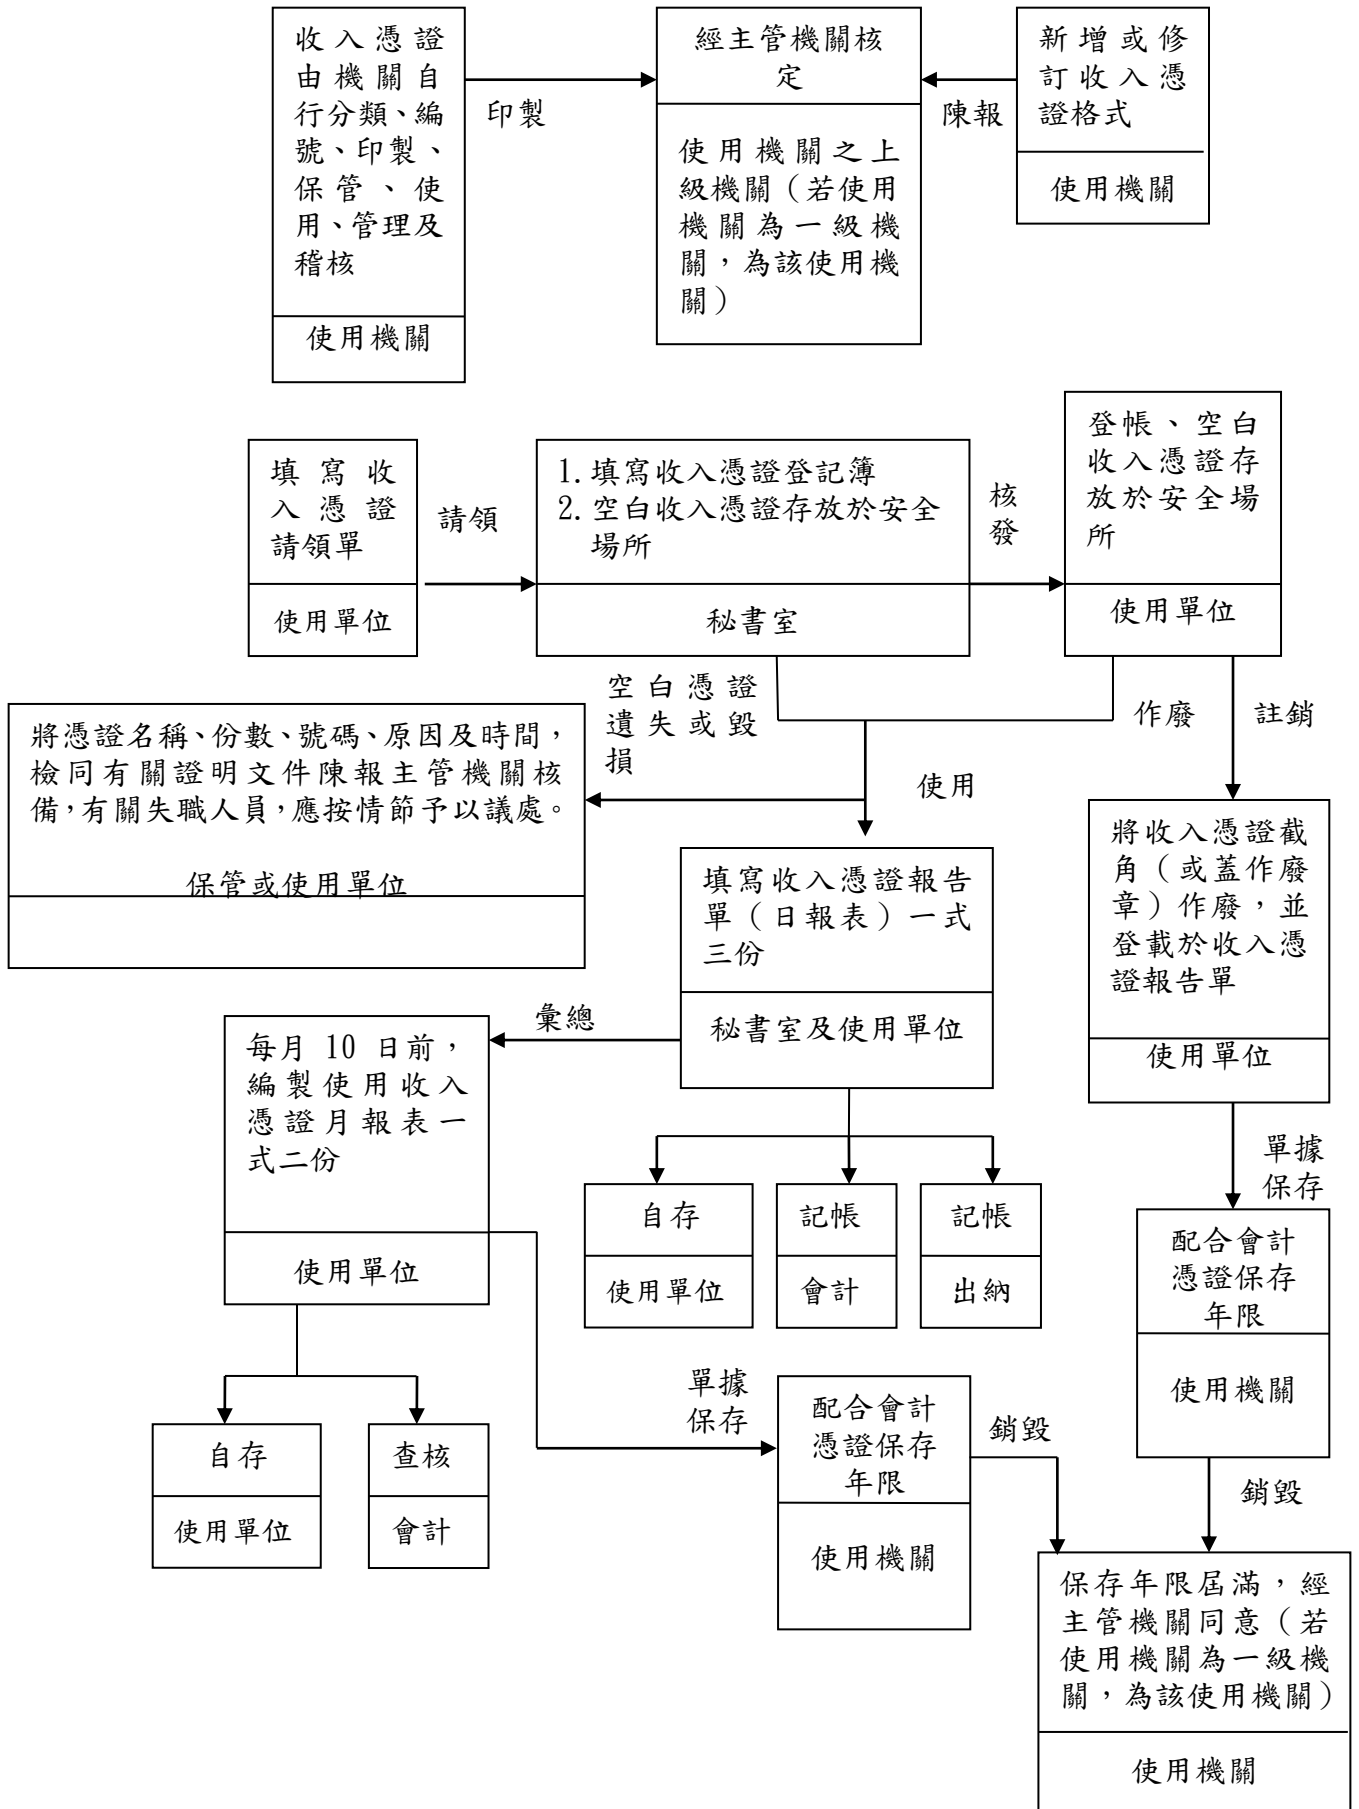 收入憑證
由機關自
行分類、編
號、印製、
保管、使
用、管理及
稽核
使用機關
印製
經主管機關核
定
使用機關之上
級機關（若使用
機關為一級機
關，為該使用機
關）
陳報
新增或修
訂收入憑
證格式
使用機關
填寫收
入憑證
請領單
使用單位
請領
1.填寫收入憑證登記簿
2.空白收入憑證存放於安全
場所
秘書室
核
發
登帳、空白
收入憑證存
放於安全場
所
使用單位
空白憑證
遺失或毀
損
作廢
註銷
將憑證名稱、份數、號碼、原因及時間，
檢同有關證明文件陳報主管機關核
備，有關失職人員，應按情節予以議處。
保管或使用單位
使用
填寫收入憑證報告
單（日報表）一式
三份
秘書室及使用單位
將收入憑證截
角（或蓋作廢
章）作廢，並
登載於收入憑
證報告單
使用單位
彙總
每月 10 日前，
編製使用收入
憑證月報表一
式二份
使用單位
自存
使用單位
記帳
會計
記帳
出納
單據
保存
配合會計
憑證保存
年限
使用機關
自存
使用單位
查核
會計
單據
保存
配合會計
憑證保存
年限
使用機關
銷毀
銷毀
保存年限屆滿，經
主管機關同意（若
使用機關為一級機
關，為該使用機關）
使用機關